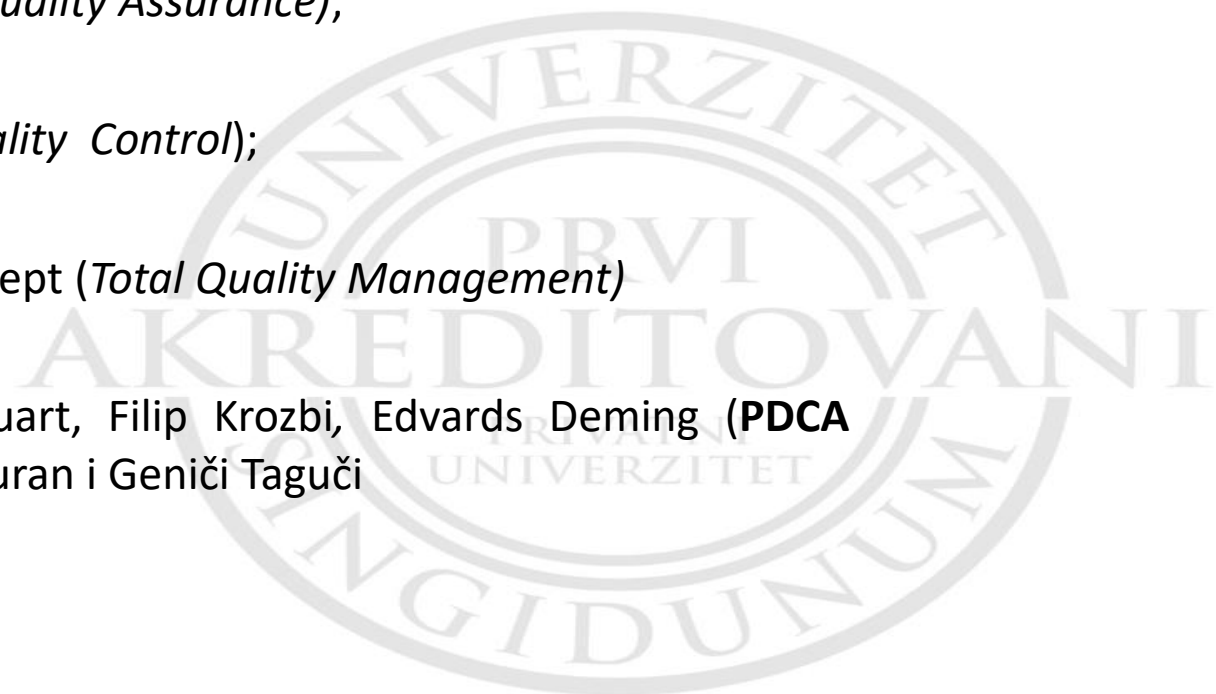 uality Assurance);
ality Control);
ept (Total Quality Management)
uart, Filip Krozbi, Edvards Deming (PDCA
uran i Geniči Taguči
UNIVERZITET
PRVI
AKREDITOVANI
PRIVATNI
UNIVERZITET
SINGIDUNUM